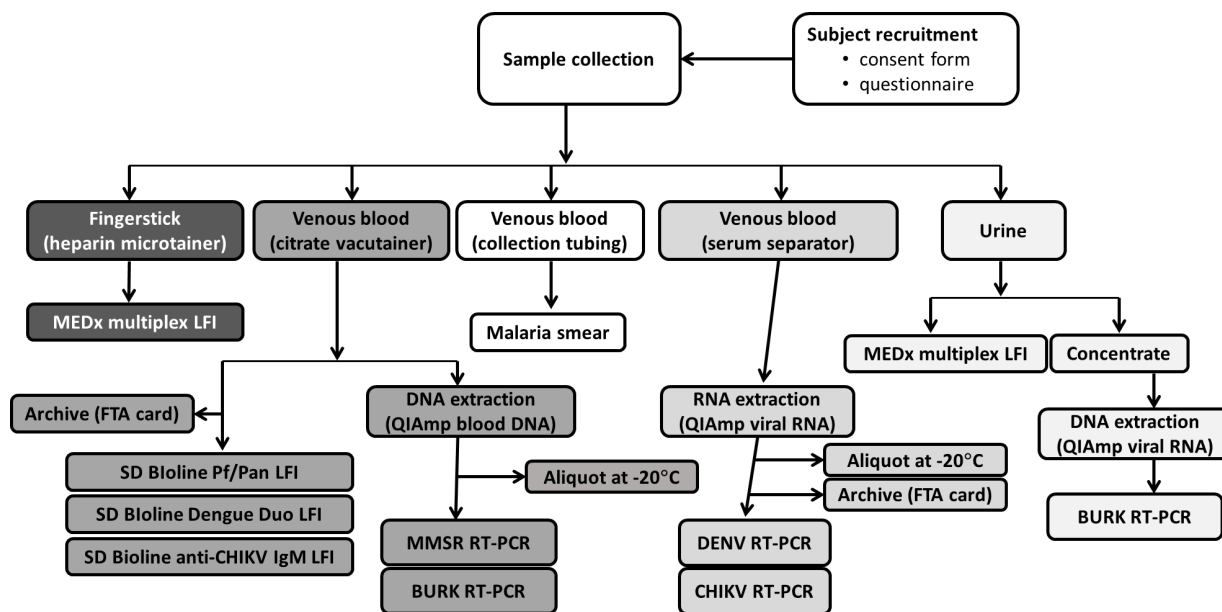 Subject recruitment
• consent form
• questionnaire
Sample collection
Fingerstick
(heparin microtainer)
Venous blood
(citrate vacutainer)
Venous blood
(collection tubing)
Venous blood
(serum separator)
Urine
MEDx multiplex LFI
Malaria smear
MEDx multiplex LFI
Concentrate
Archive (FTA card)
DNA extraction
(QIAmp blood DNA)
RNA extraction
(QIAmp viral RNA)
DNA extraction
(QIAmp viral RNA)
SD BIoline Pf/Pan LFI
Aliquot at -20°C
Aliquot at -20°C
Archive (FTA card)
SD BIoline Dengue Duo LFI
BURK RT-PCR
SD Bioline anti-CHIKV IgM LFI
MMSR RT-PCR
DENV RT-PCR
BURK RT-PCR
CHIKV RT-PCR